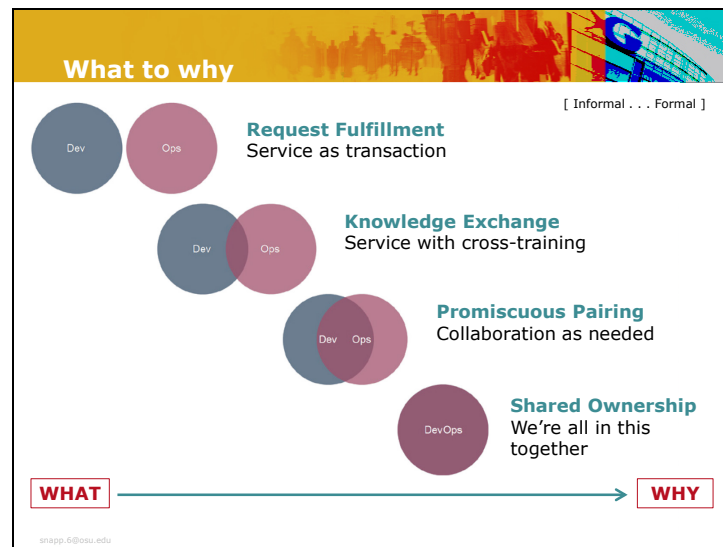 What to why
[ Informal . . . Formal ]
Dev
Ops
Request Fulfillment
Service as transaction
Dev
Ops
Knowledge Exchange
Service with cross-training
Dev
Ops
Promiscuous Pairing
Collaboration as needed
DevOps
Shared Ownership
We’re all in this
together
WHAT
WHY
snapp.6@osu.edu